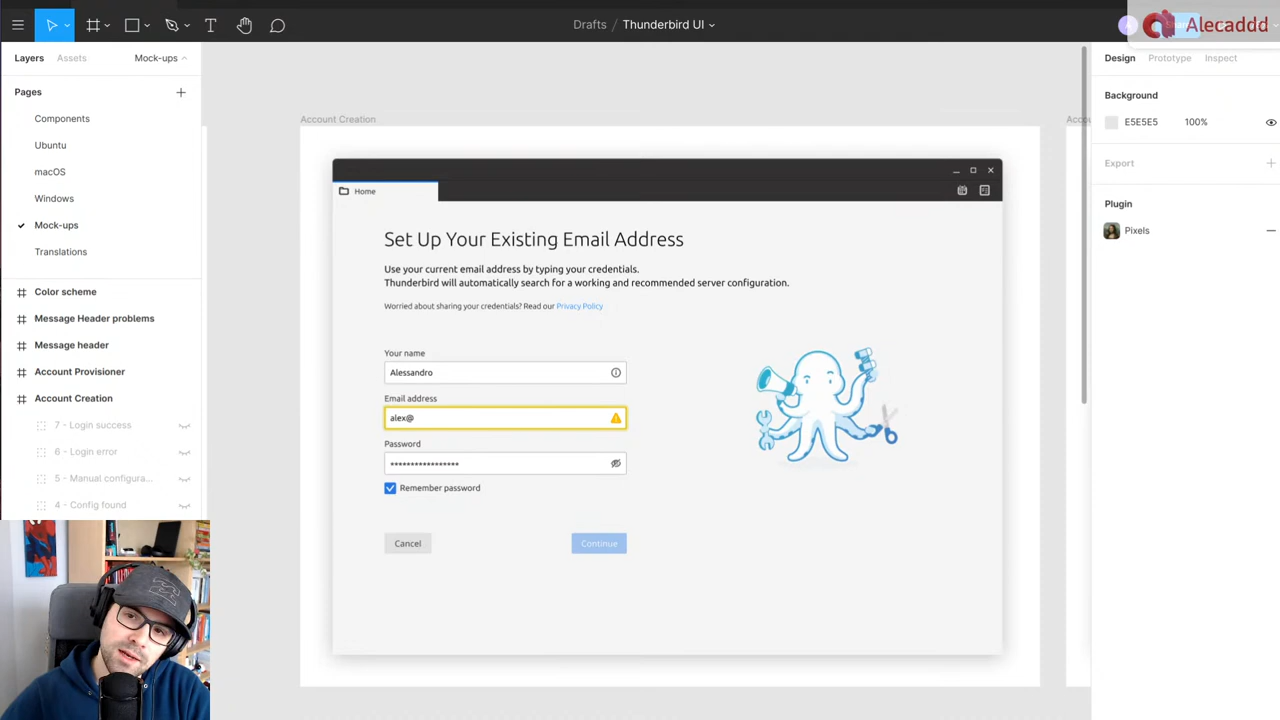 Drafts / Thunderbird UI
Alecaddd
Layers Assets Mock-ups
Design Prototype Inspect
Pages
Components
Ubuntu
macOS
Windows
Mock-ups
Translations
Color scheme
Message Header problems
Message header
Account Provisioner
Account Creation
7 - Login success
6 - Login error
5 - Manual configura...
4 - Config found
Account Creation
Home
Set Up Your Existing Email Address
Use your current email address by typing your credentials.
Thunderbird will automatically search for a working and recommended server configuration.
Worried about sharing your credentials? Read our Privacy Policy
Your name
Alessandro
Email address
alex@
Password
*****************
Remember password
Cancel Continue
Background
E5E5E5 100%
Export
Plugin
Pixels